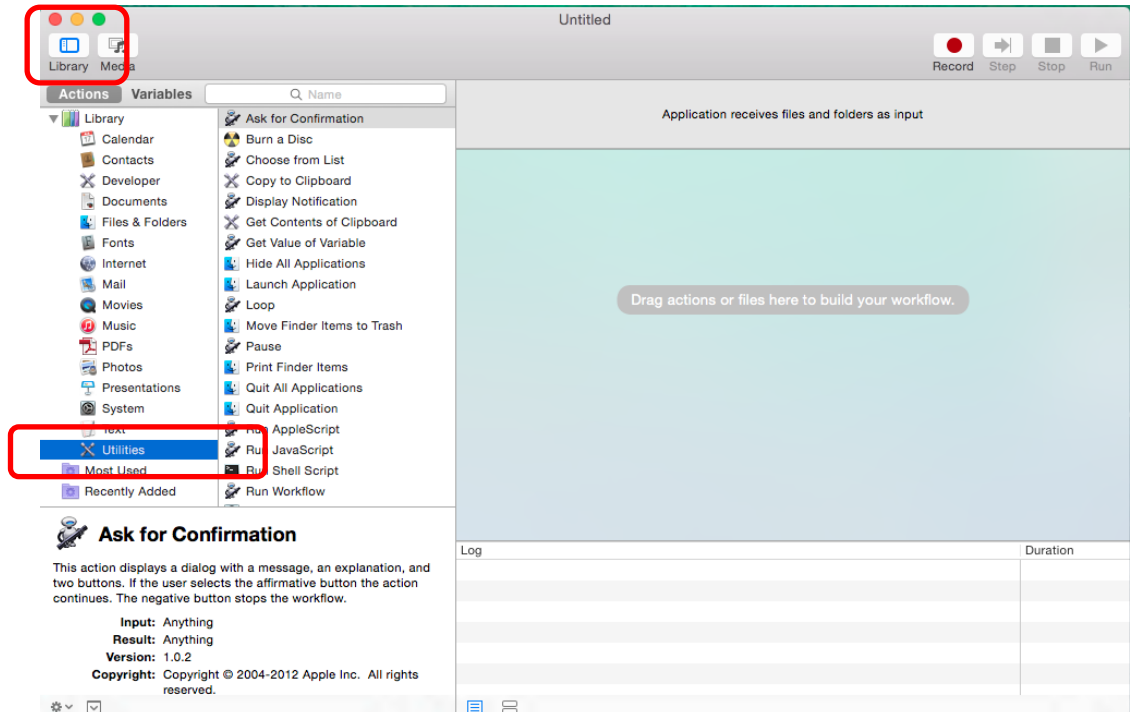 Untitled
Library Media
Record Step Stop Run
Actions Variables Name
Application receives files and folders as input
Library
Calendar
Contacts
Developer
Documents
Files & Folders
Fonts
Internet
Mail
Movies
Music
PDFs
Photos
Presentations
System
Text
Utilities
Most Used
Recently Added
Ask for Confirmation
Burn a Disc
Choose from List
Copy to Clipboard
Display Notification
Get Contents of Clipboard
Get Value of Variable
Hide All Applications
Launch Application
Loop
Move Finder Items to Trash
Pause
Print Finder Items
Quit All Applications
Quit Application
Run AppleScript
Run JavaScript
Run Shell Script
Run Workflow
Drag actions or files here to build your workflow.
Ask for Confirmation
This action displays a dialog with a message, an explanation, and
two buttons. If the user selects the affirmative button the action
continues. The negative button stops the workflow.
Input: Anything
Result: Anything
Version: 1.0.2
Copyright: Copyright © 2004-2012 Apple Inc. All rights
reserved.
Log Duration